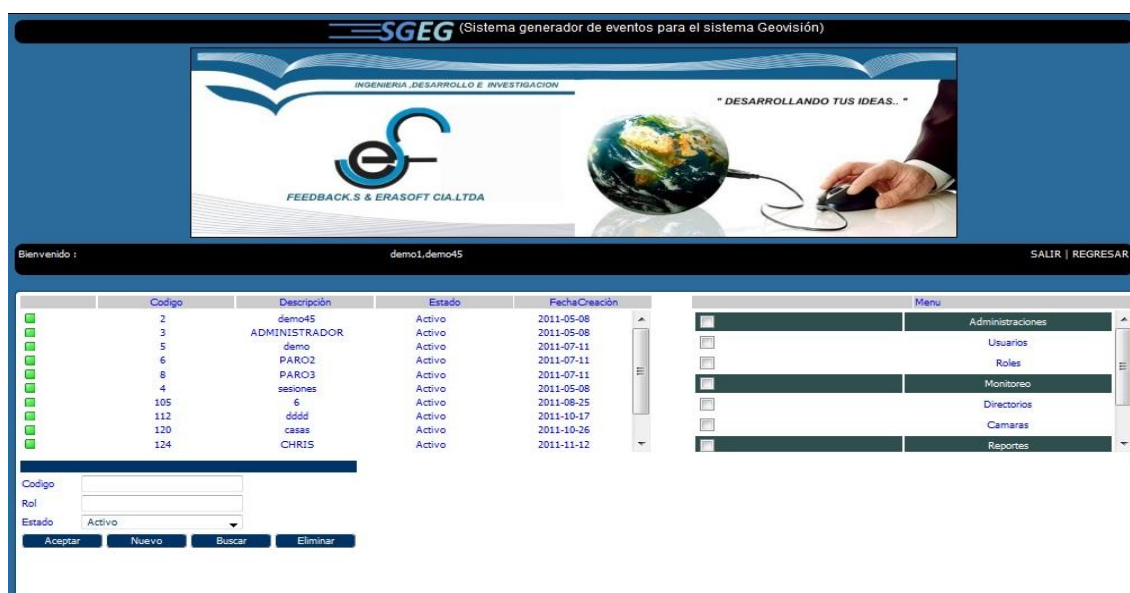 SGEG (Sistema generador de eventos para el sistema Geovisión)
INGENIERIA ,DESARROLLO E INVESTIGACION
" DESARROLLANDO TUS IDEAS.. "
FEEDBACK.S & ERASOFT CIA.LTDA
Bienvenido : demo1,demo45 SALIR | REGRESAR
Codigo Descripción Estado FechaCreación
2 demo45 Activo 2011-05-08
3 ADMINISTRADOR Activo 2011-05-08
5 demo Activo 2011-07-11
6 PARO2 Activo 2011-07-11
8 PARO3 Activo 2011-07-11
4 sesiones Activo 2011-05-08
105 6 Activo 2011-08-25
112 dddd Activo 2011-10-17
120 casas Activo 2011-10-26
124 CHRIS Activo 2011-11-12
Menu
Administraciones
Usuarios
Roles
Monitoreo
Directorios
Camaras
Reportes
Codigo
Rol
Estado Activo
Aceptar Nuevo Buscar Eliminar